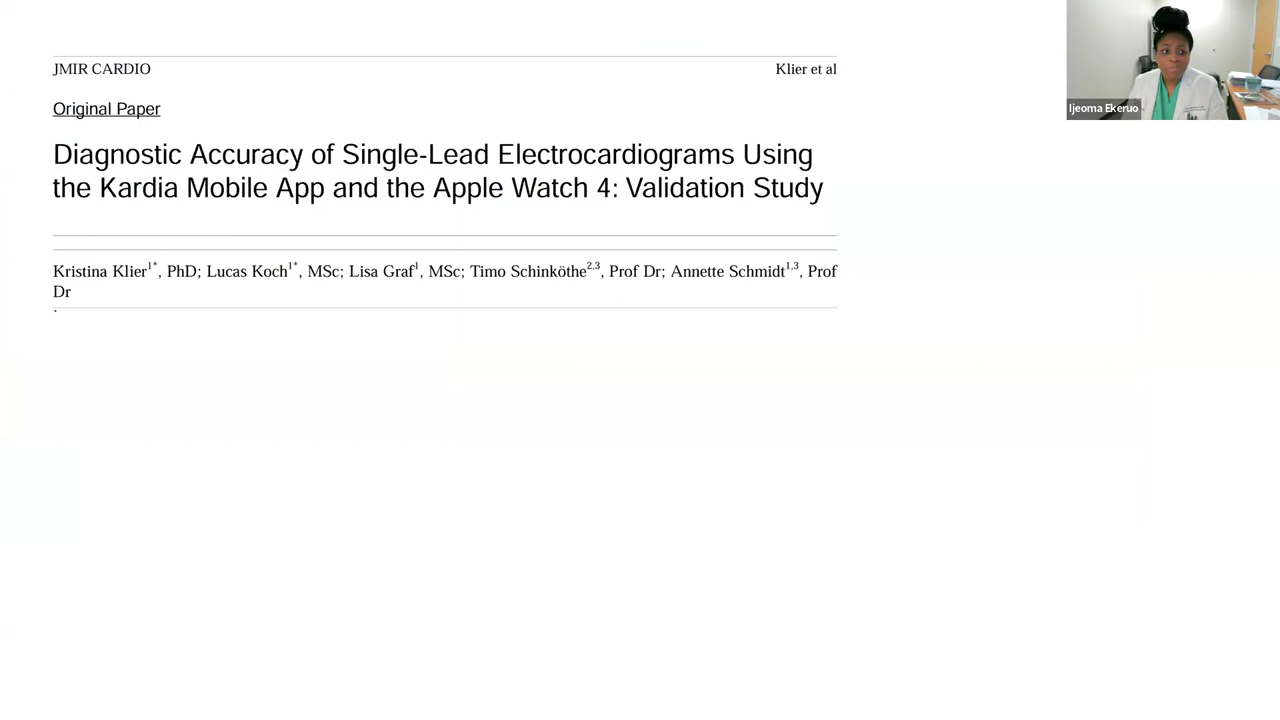 JMIR CARDIO
Klier et al
Ijeoma Ekeruo
Original Paper
Diagnostic Accuracy of Single-Lead Electrocardiograms Using
the Kardia Mobile App and the Apple Watch 4: Validation Study
Kristina Klier1*, PhD; Lucas Koch1*, MSc; Lisa Graf1, MSc; Timo Schinköthe2,3, Prof Dr; Annette Schmidt1,3, Prof
Dr
.